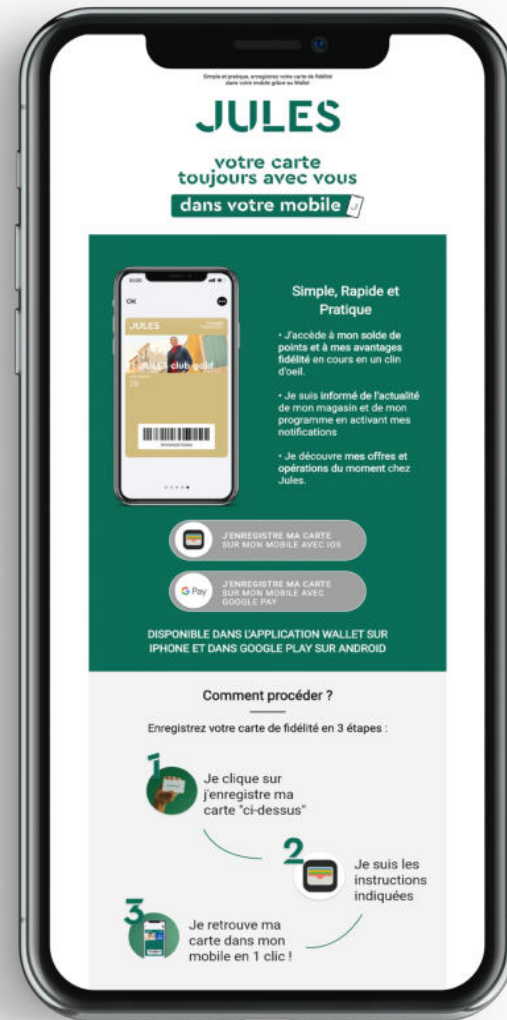 Simple et pratique, enregistrez votre carte de fidélité
dans votre mobile grâce au Wallet
JULES
votre carte
toujours avec vous
dans votre mobile
OK
JULES
JULES club gold
Simple, Rapide et
Pratique
• J'accède à mon solde de
points et à mes avantages
fidélité en cours en un clin
d'oeil.
• Je suis informé de l'actualité
de mon magasin et de mon
programme en activant mes
notifications
• Je découvre mes offres et
opérations du moment chez
Jules.
J'ENREGISTRE MA CARTE
SUR MON MOBILE AVEC IOS
G Pay
J'ENREGISTRE MA CARTE
SUR MON MOBILE AVEC
GOOGLE PAY
DISPONIBLE DANS L'APPLICATION WALLET SUR
IPHONE ET DANS GOOGLE PLAY SUR ANDROID
Comment procéder ?
Enregistrez votre carte de fidélité en 3 étapes :
1
Je clique sur
j'enregistre ma
carte "ci-dessus"
2
Je suis les
instructions
indiquées
3
Je retrouve ma
carte dans mon
mobile en 1 clic !